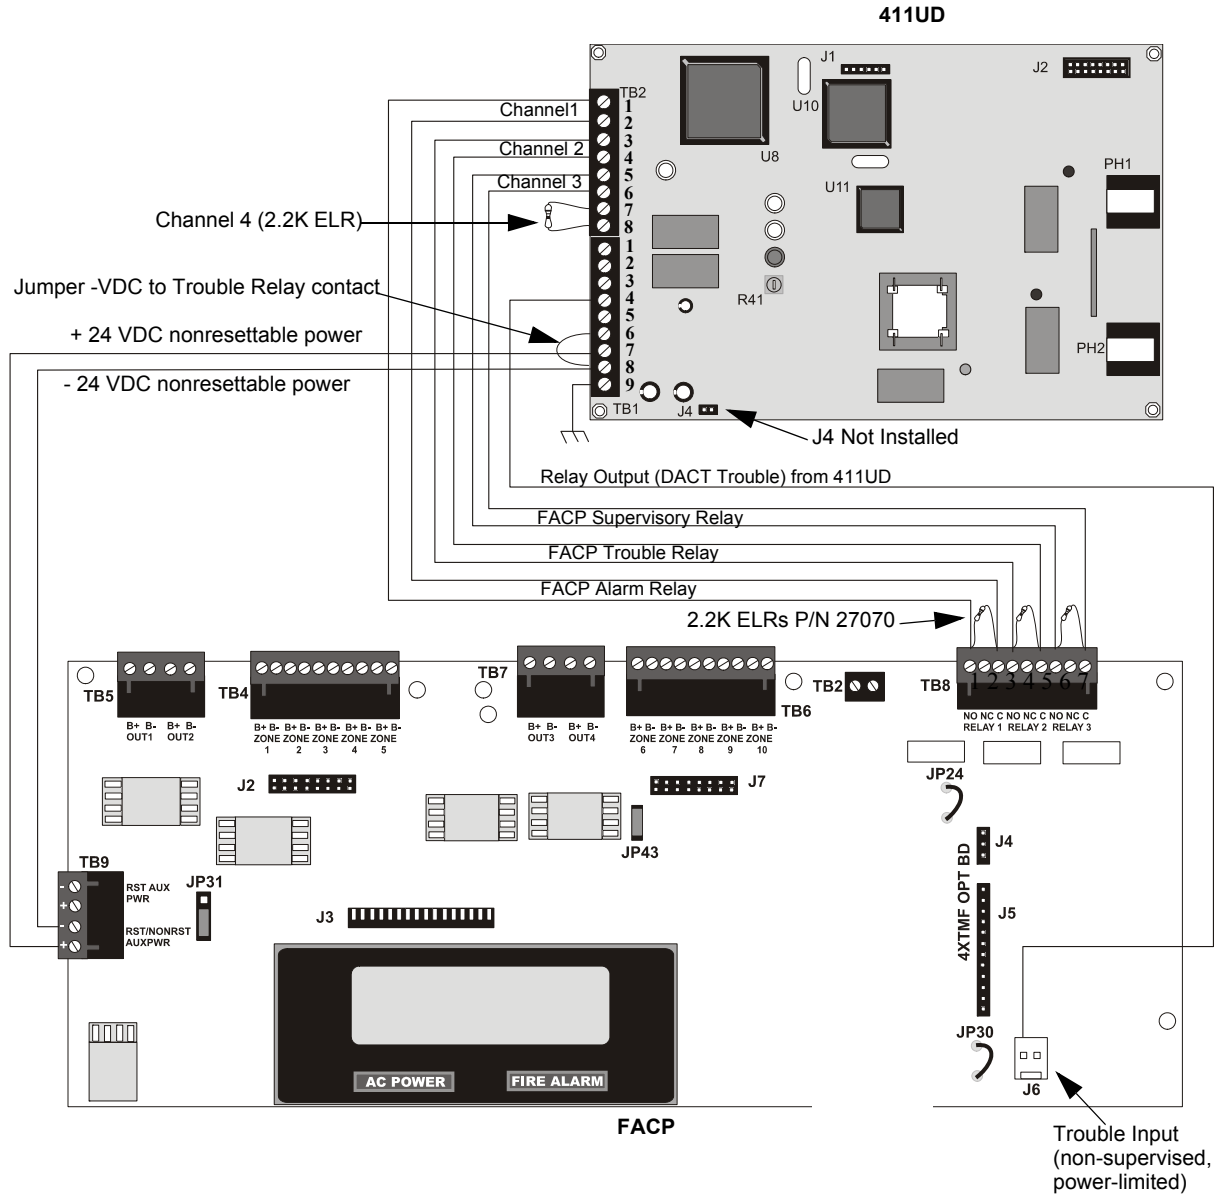 411UD
J1
J2
TB2
1
2
3
4
5
6
7
8
U10
U8
U11
PH1
Channel1
Channel 2
Channel 3
Channel 4 (2.2K ELR)
1
2
3
4
5
6
7
8
9
R41
PH2
Jumper -VDC to Trouble Relay contact
+ 24 VDC nonresettable power
- 24 VDC nonresettable power
TB1
J4
J4 Not Installed
Relay Output (DACT Trouble) from 411UD
FACP Supervisory Relay
FACP Trouble Relay
FACP Alarm Relay
2.2K ELRs P/N 27070
TB5
B+ B- B+ B-
OUT1 OUT2
TB4
B+ B- B+ B- B+ B- B+ B- B+ B-
ZONE ZONE ZONE ZONE ZONE
1 2 3 4 5
TB7
B+ B- B+ B-
OUT3 OUT4
TB6
B+ B- B+ B- B+ B- B+ B- B+ B-
ZONE ZONE ZONE ZONE ZONE
6 7 8 9 10
TB2
TB8
1 2 3 4 5 6 7
NO NC C NO NC C NO NC C
RELAY 1 RELAY 2 RELAY 3
J2
J7
JP24
JP43
J4
4XTMF OPT BD
J5
TB9
-
+
-
+
RST AUX
PWR
RST/NONRST
AUXPWR
JP31
J3
AC POWER
FIRE ALARM
JP30
J6
FACP
Trouble Input
(non-supervised,
power-limited)